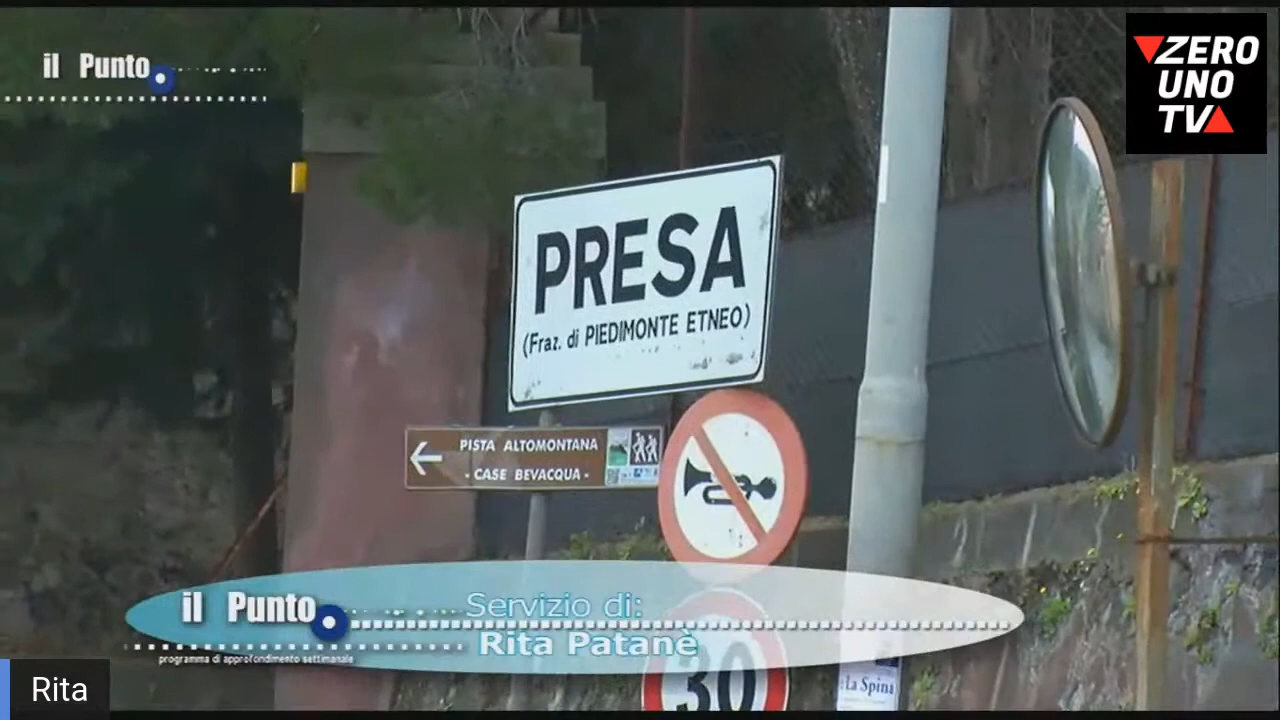 il Punto
ZERO
UNO
TV
PRESA
(Fraz. di PIEDIMONTE ETNEO)
PISTA ALTOMONTANA
- CASE BEVACQUA -
il Punto
Servizio di:
Rita Patanè
programma di approfondimento settimanale
30
La Spina
Rita